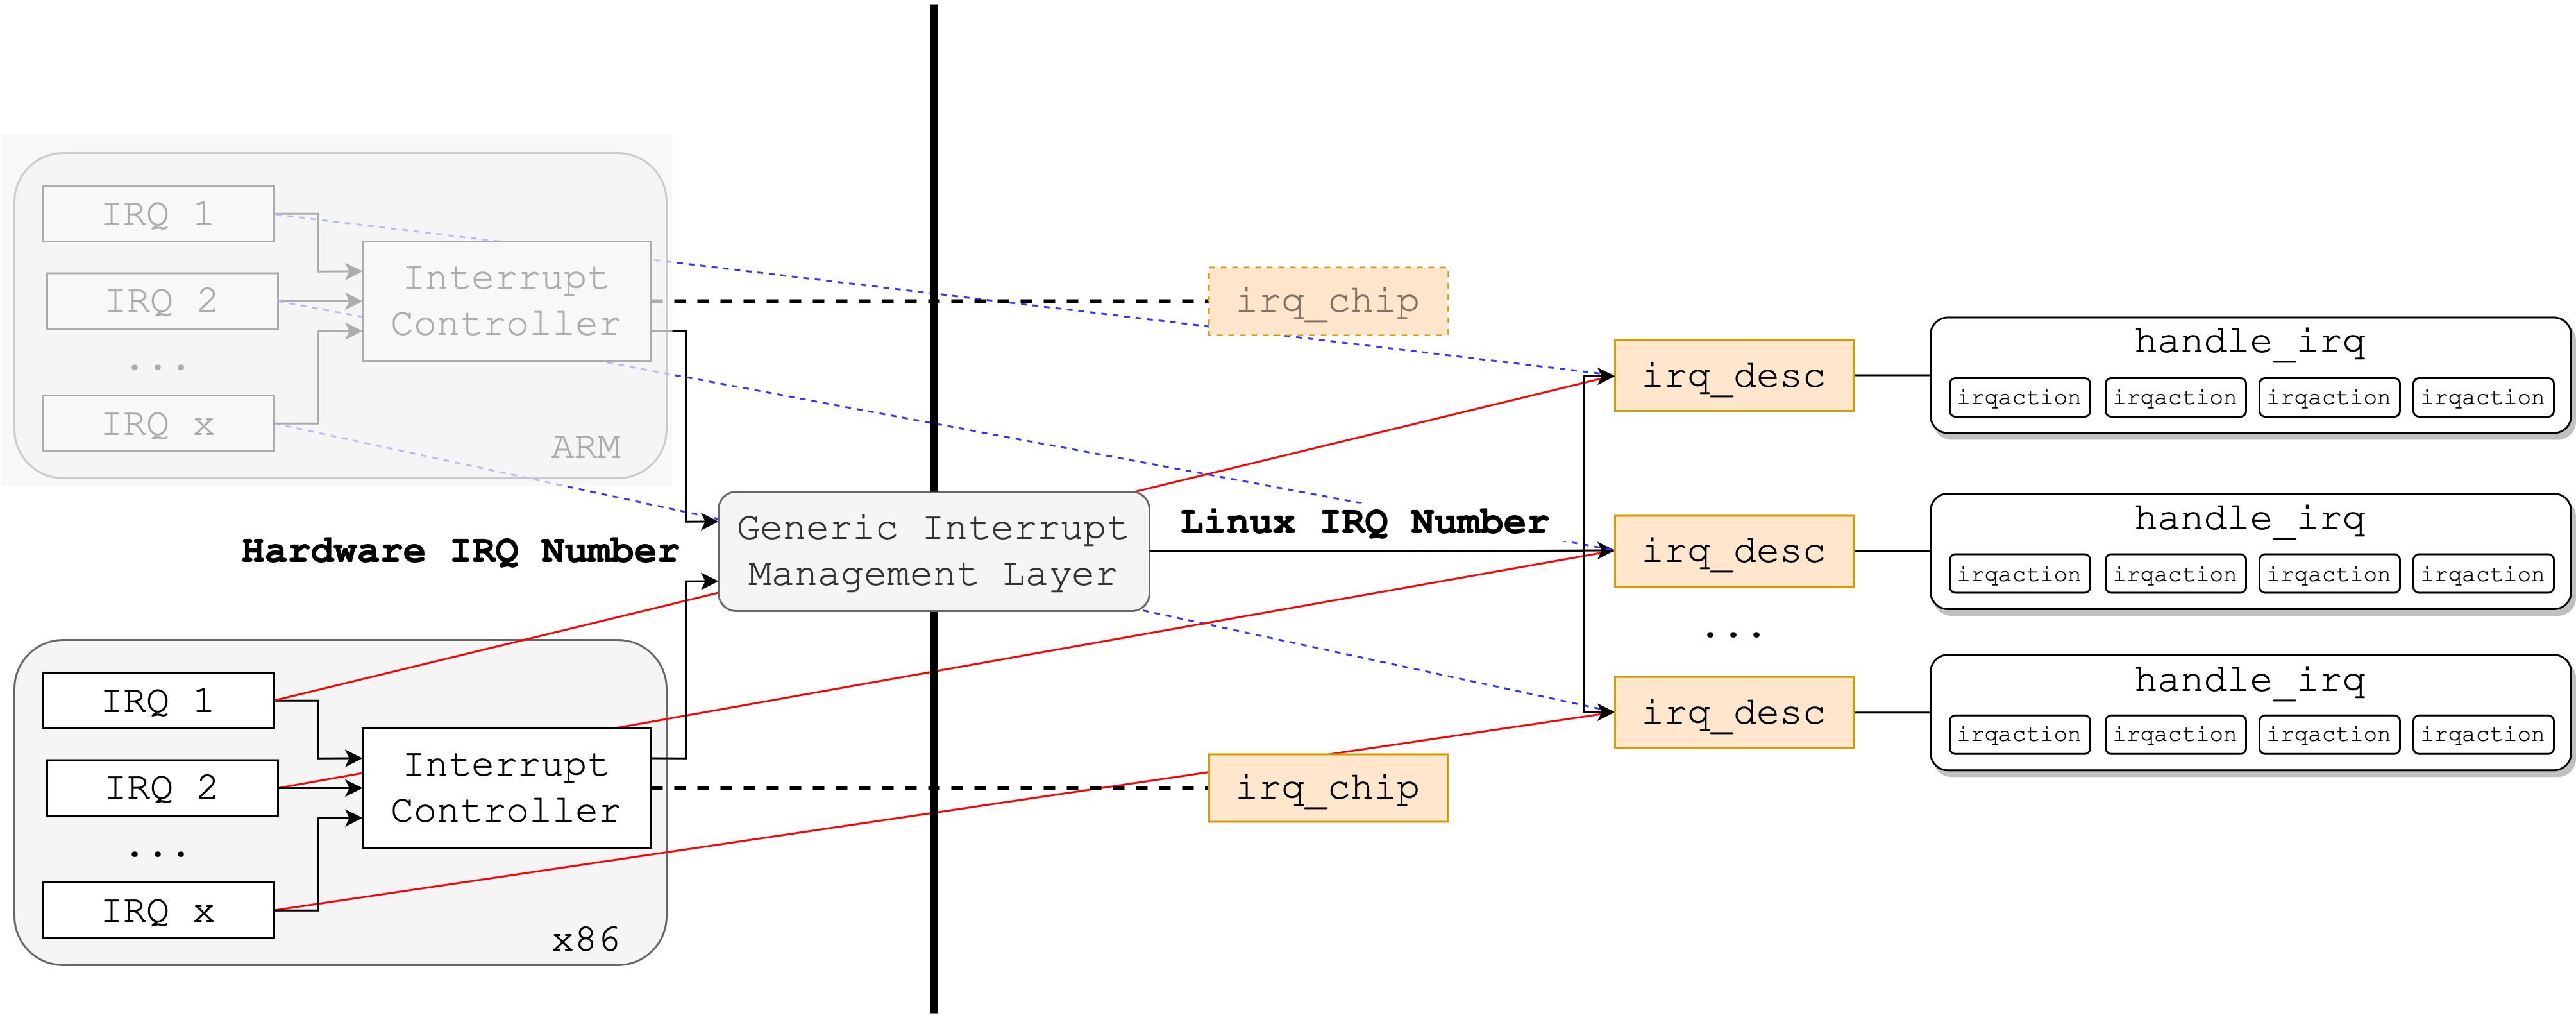 IRQ 1
IRQ 2
...
IRQ x
Interrupt
Controller
ARM
irq_chip
Hardware IRQ Number
Generic Interrupt
Management Layer
Linux IRQ Number
IRQ 1
IRQ 2
...
IRQ x
Interrupt
Controller
x86
irq_chip
irq_desc
handle_irq
irqaction irqaction irqaction irqaction
irq_desc
handle_irq
irqaction irqaction irqaction irqaction
...
irq_desc
handle_irq
irqaction irqaction irqaction irqaction